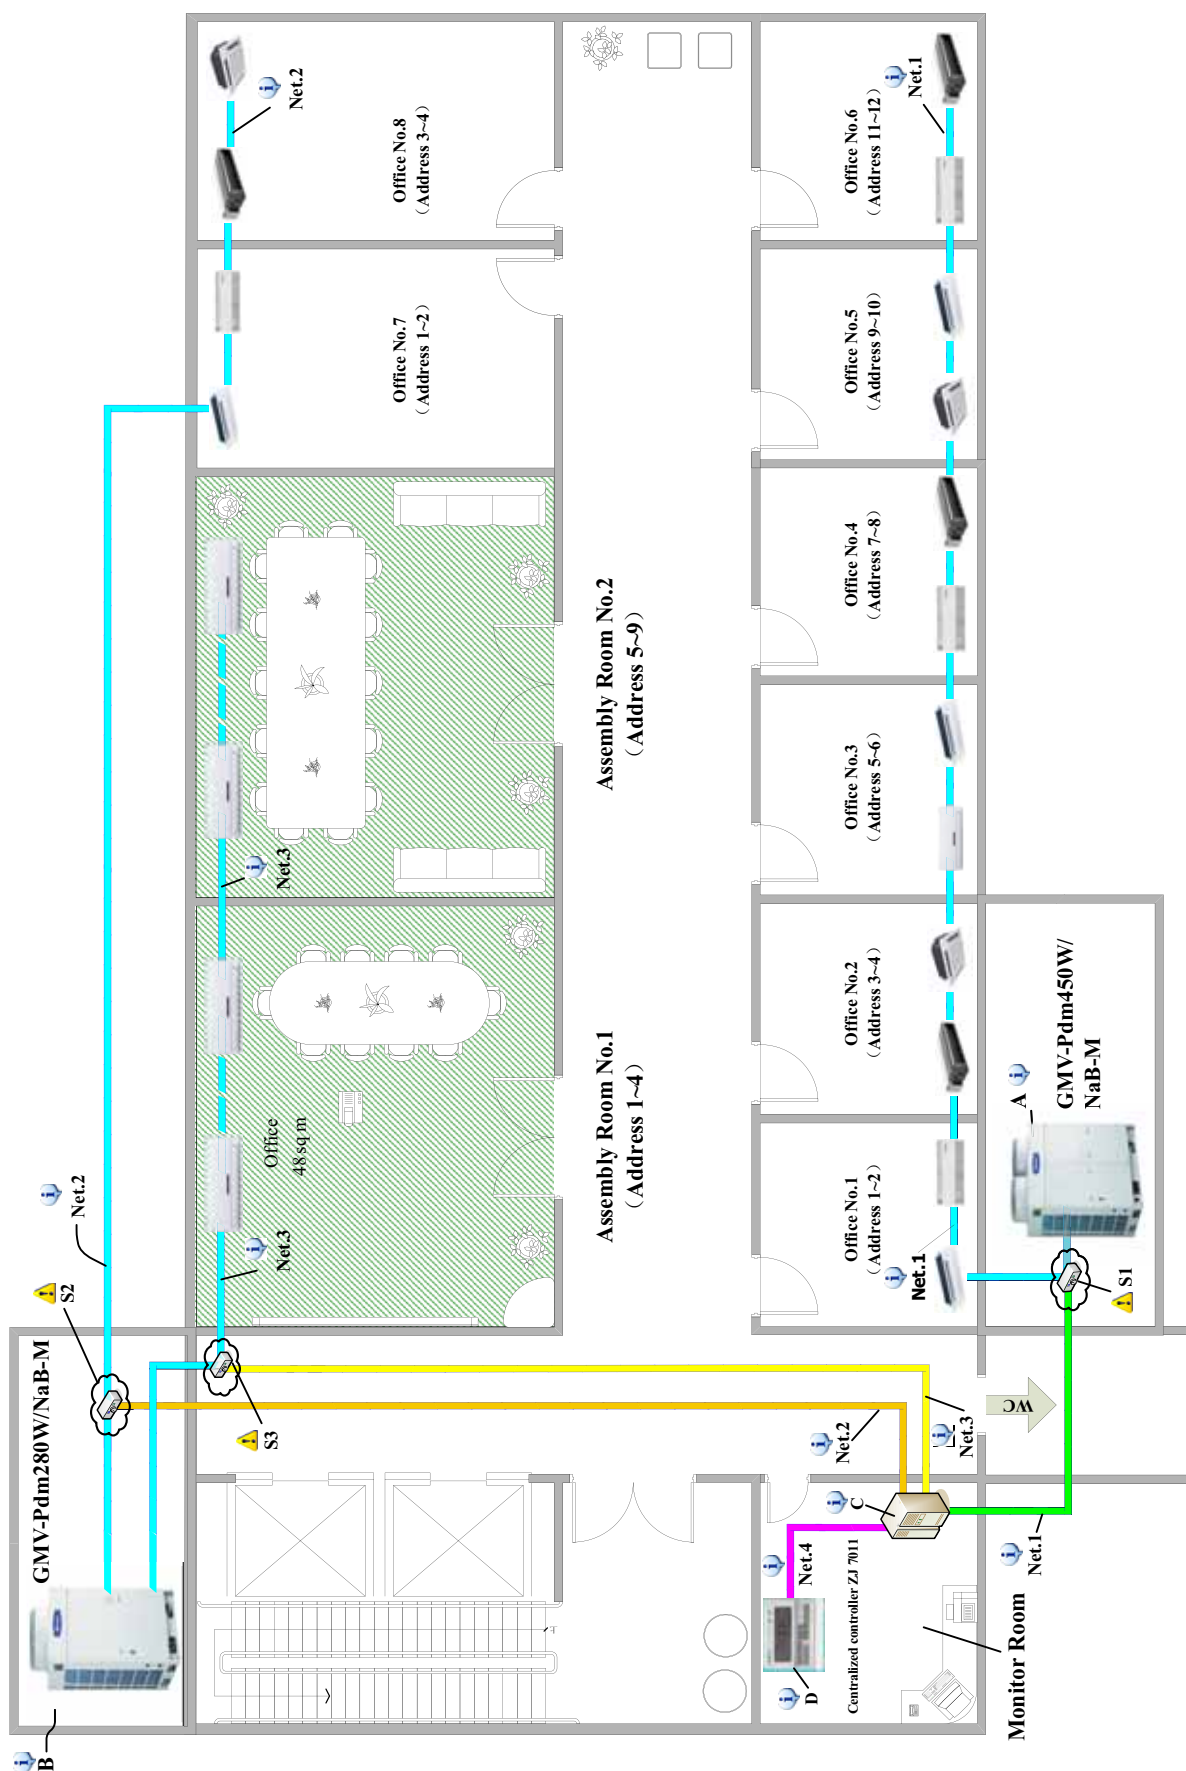 Net.2
Office No.8
（Address 3~4）
Office No.7
（Address 1~2）
Net.1
Office No.6
（Address 11~12）
Office No.5
（Address 9~10）
Office No.4
（Address 7~8）
Office No.3
（Address 5~6）
Office No.2
（Address 3~4）
Office No.1
（Address 1~2）
Net.1
Assembly Room No.2
（Address 5~9）
Net.3
Assembly Room No.1
（Address 1~4）
Office
48 sq m
Net.3
Net.2
S2
S3
GMV-Pdm280W/NaB-M
B
A
GMV-Pdm450W/
NaB-M
S1
WC
Net.2
Net.3
Net.1
C
Net.4
D
Centralized controller ZJ 7011
Monitor Room